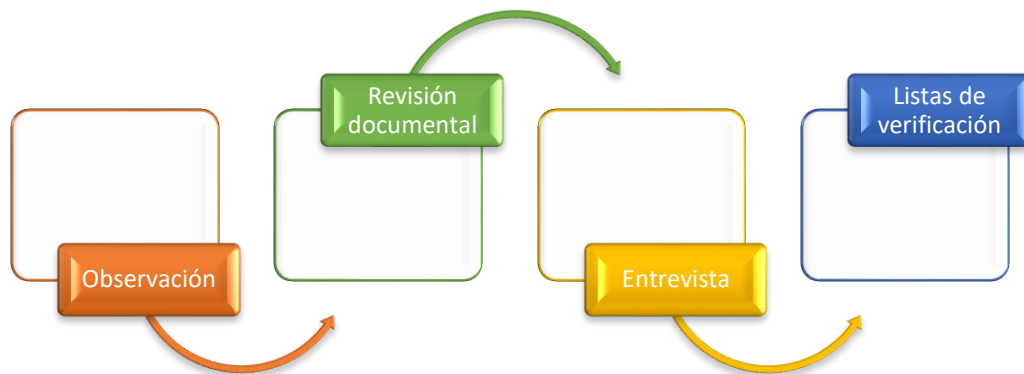 Observación
Revisión
documental
Entrevista
Listas de
verificación